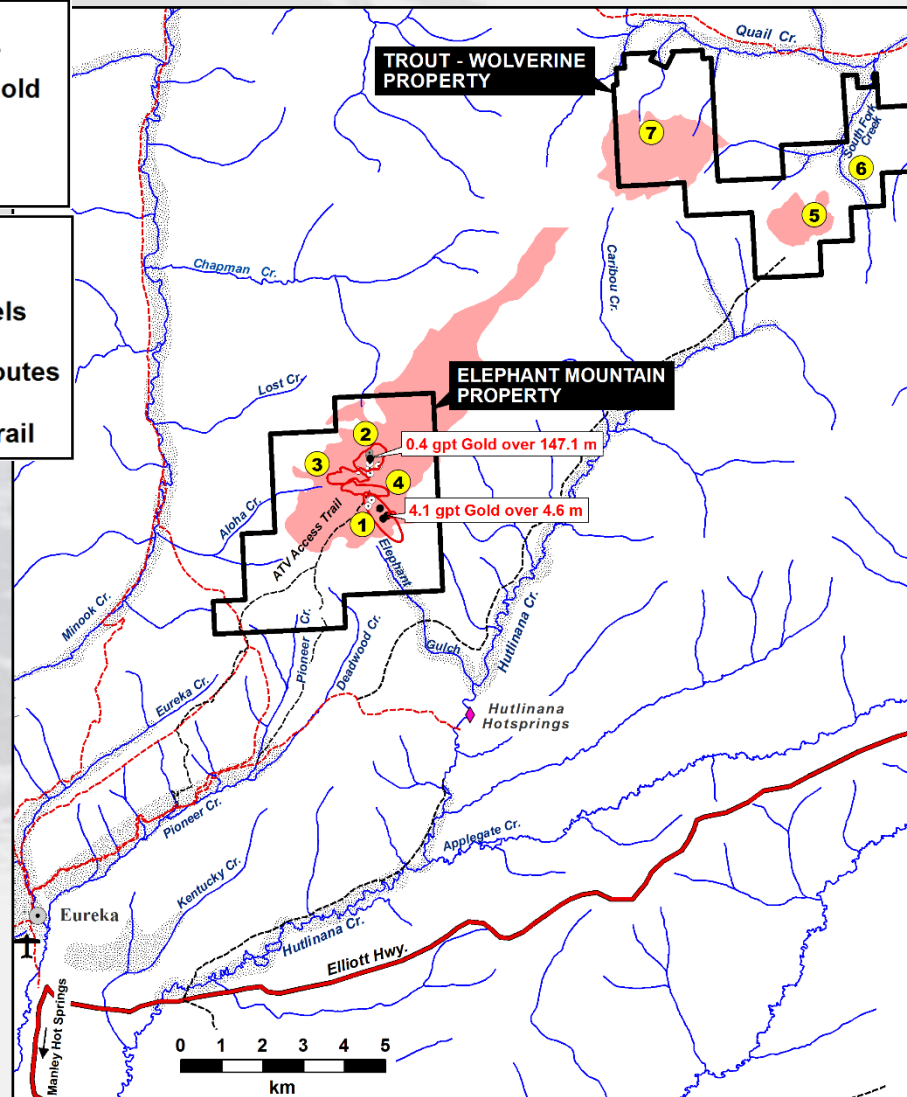 old
els
outes
rail
Quail Cr.
TROUT - WOLVERINE
PROPERTY
7
South Fork
Creek
6
5
Chapman Cr.
Caribou Cr.
Lost Cr.
ELEPHANT MOUNTAIN
PROPERTY
2
0.4 gpt Gold over 147.1 m
3
4
4.1 gpt Gold over 4.6 m
1
Aloha Cr.
ATV Access Trail
Elephant
Gulch
Minook Cr.
Pioneer Cr.
Deadwood Cr.
Hutlinana Cr.
Eureka Cr.
Hutlinana
Hotsprings
Pioneer Cr.
Applegate Cr.
Kentucky Cr.
Eureka
Hutlinana Cr.
Elliott Hwy.
Manley Hot Springs
0 1 2 3 4 5
km